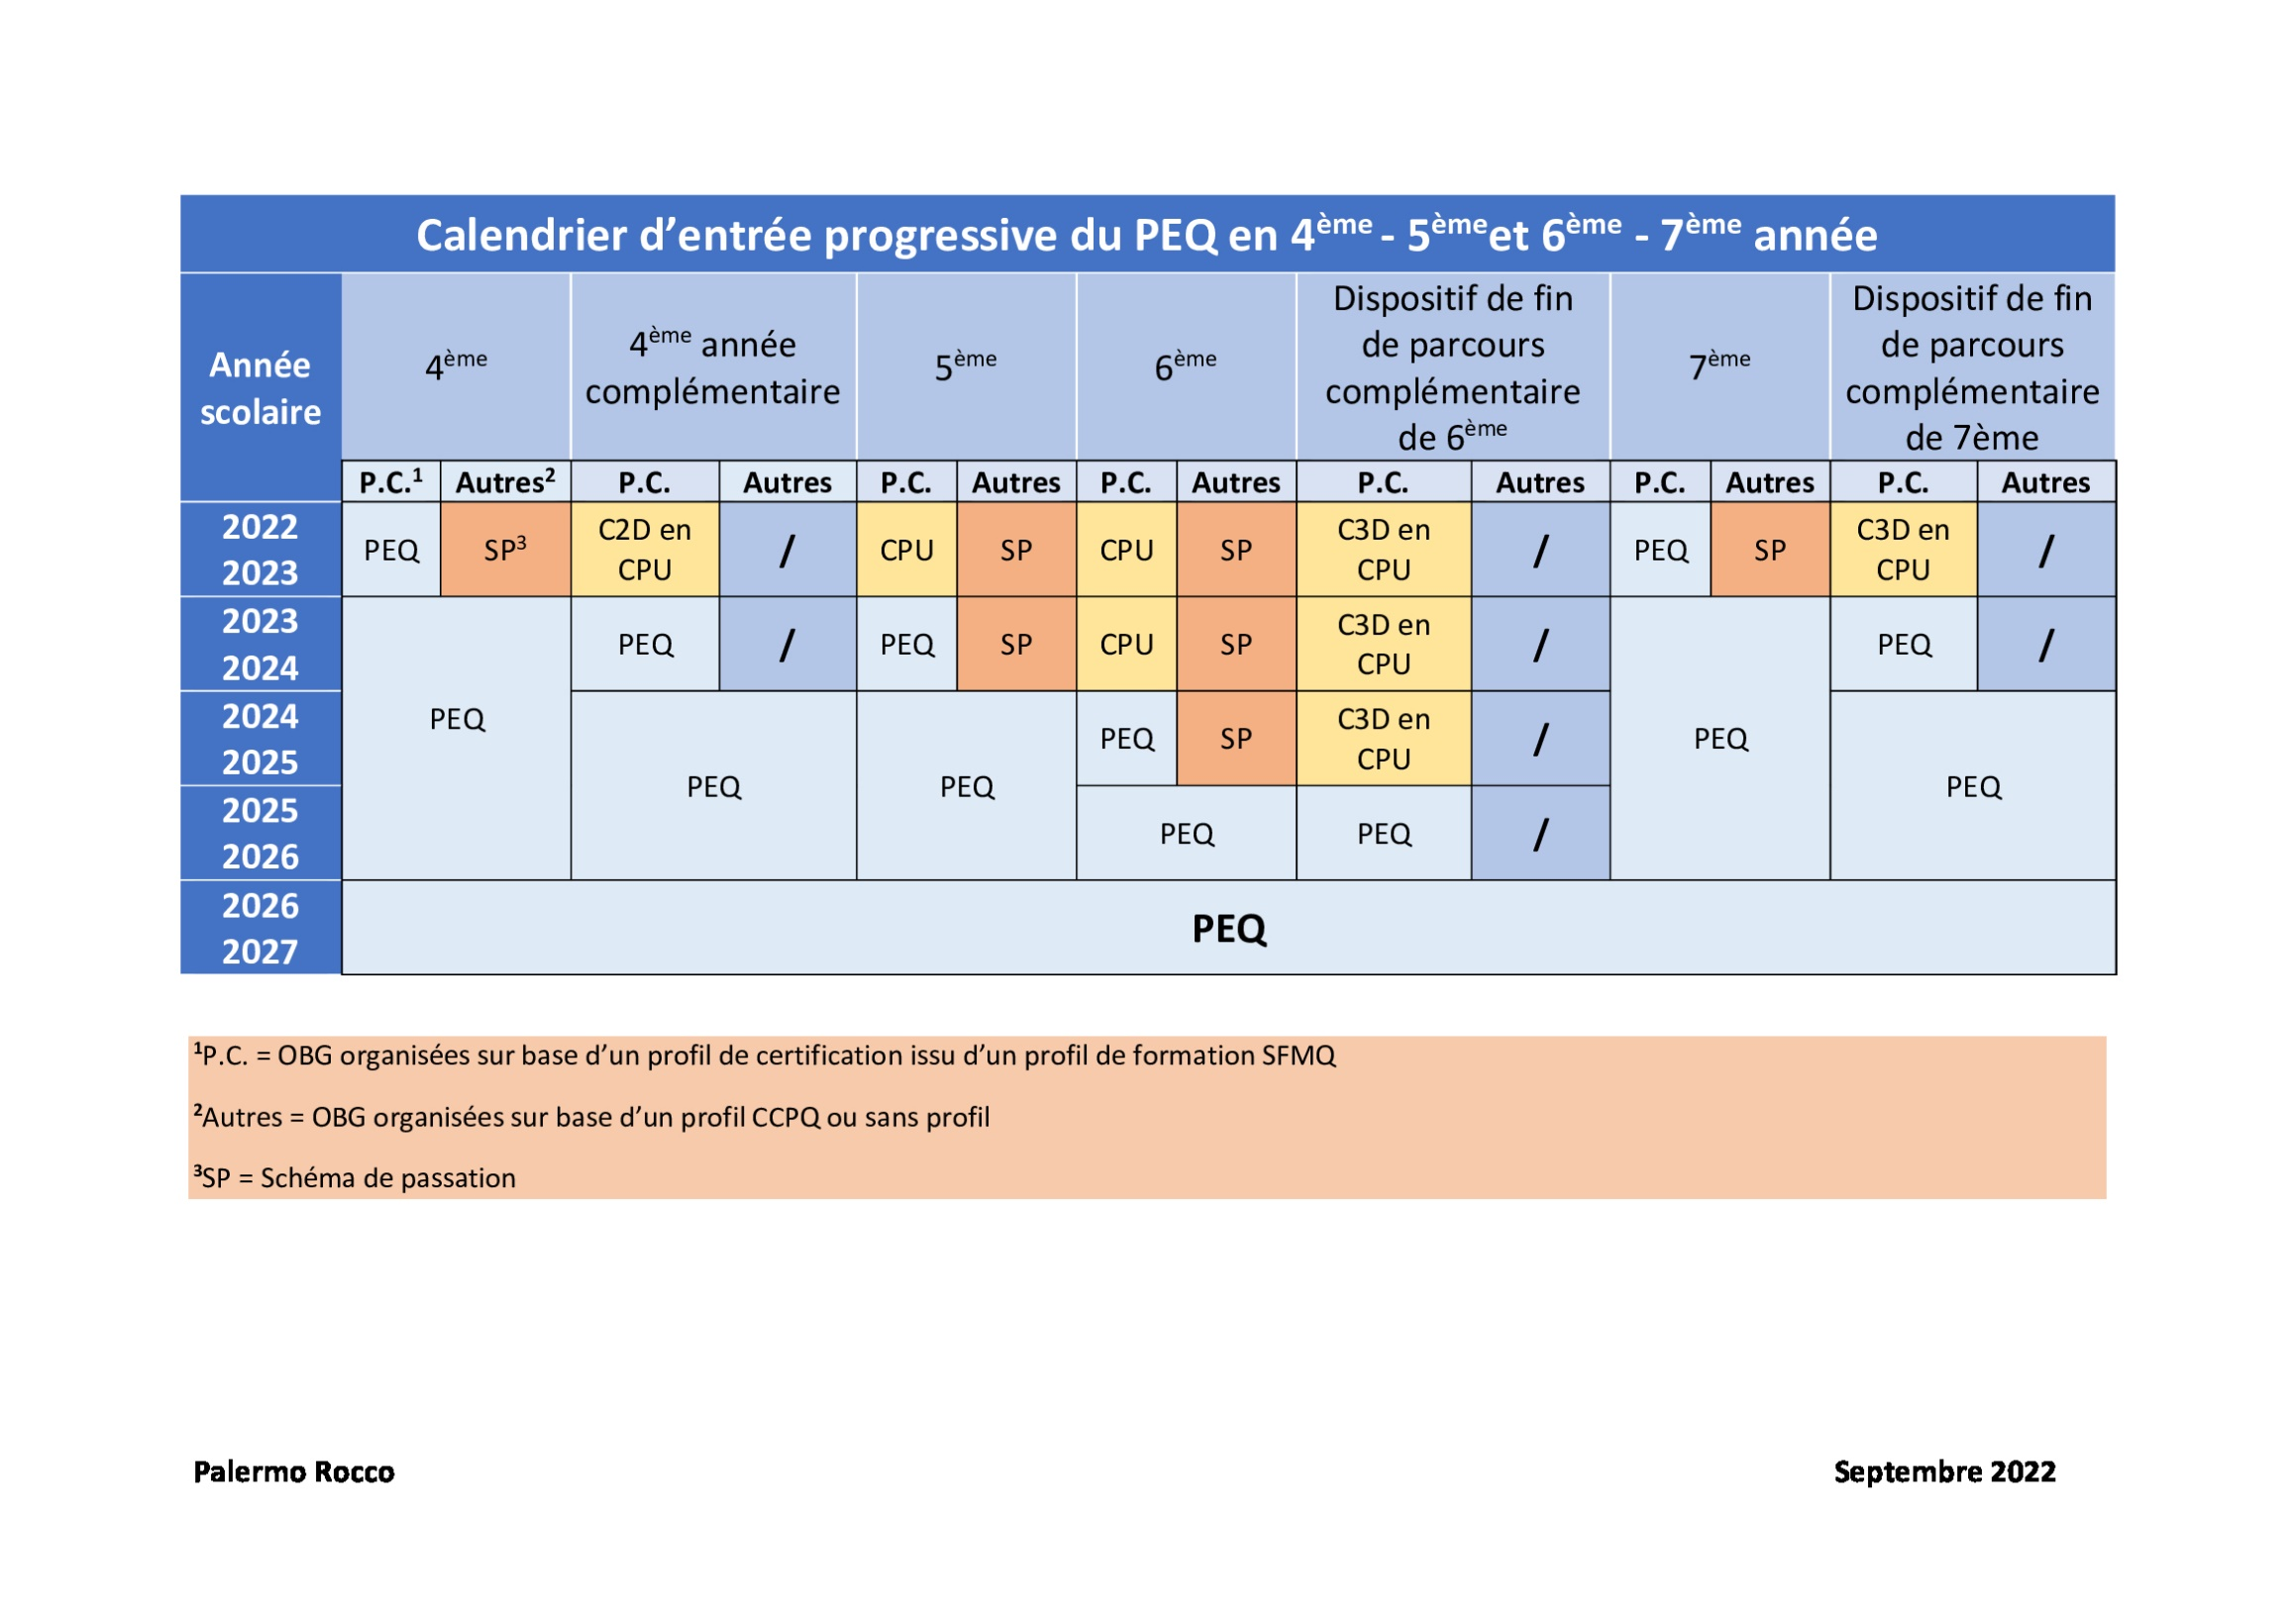 Calendrier d’entrée progressive du PEQ en 4ème - 5èmeet 6ème - 7ème année
Année scolaire
4ème
4ème année complémentaire
5ème
6ème
Dispositif de fin de parcours complémentaire de 6ème
7ème
Dispositif de fin de parcours complémentaire de 7ème
P.C.1 Autres2 P.C. Autres P.C. Autres P.C. Autres P.C. Autres P.C. Autres P.C. Autres
2022 2023 PEQ SP3 C2D en CPU / CPU SP CPU SP C3D en CPU / PEQ SP C3D en CPU /
2023 2024 PEQ PEQ / PEQ SP CPU SP C3D en CPU / PEQ PEQ /
2024 2025 PEQ PEQ PEQ SP C3D en CPU / PEQ
2025 2026 PEQ PEQ /
2026 2027 PEQ
1P.C. = OBG organisées sur base d’un profil de certification issu d’un profil de formation SFMQ
2Autres = OBG organisées sur base d’un profil CCPQ ou sans profil
3SP = Schéma de passation
Palermo Rocco
Septembre 2022